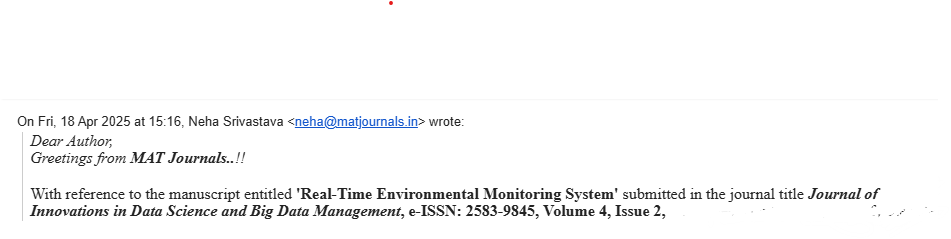 On Fri, 18 Apr 2025 at 15:16, Neha Srivastava <neha@matjournals.in> wrote:
Dear Author,
Greetings from MAT Journals..!!
With reference to the manuscript entitled 'Real-Time Environmental Monitoring System' submitted in the journal title Journal of
Innovations in Data Science and Big Data Management, e-ISSN: 2583-9845, Volume 4, Issue 2,